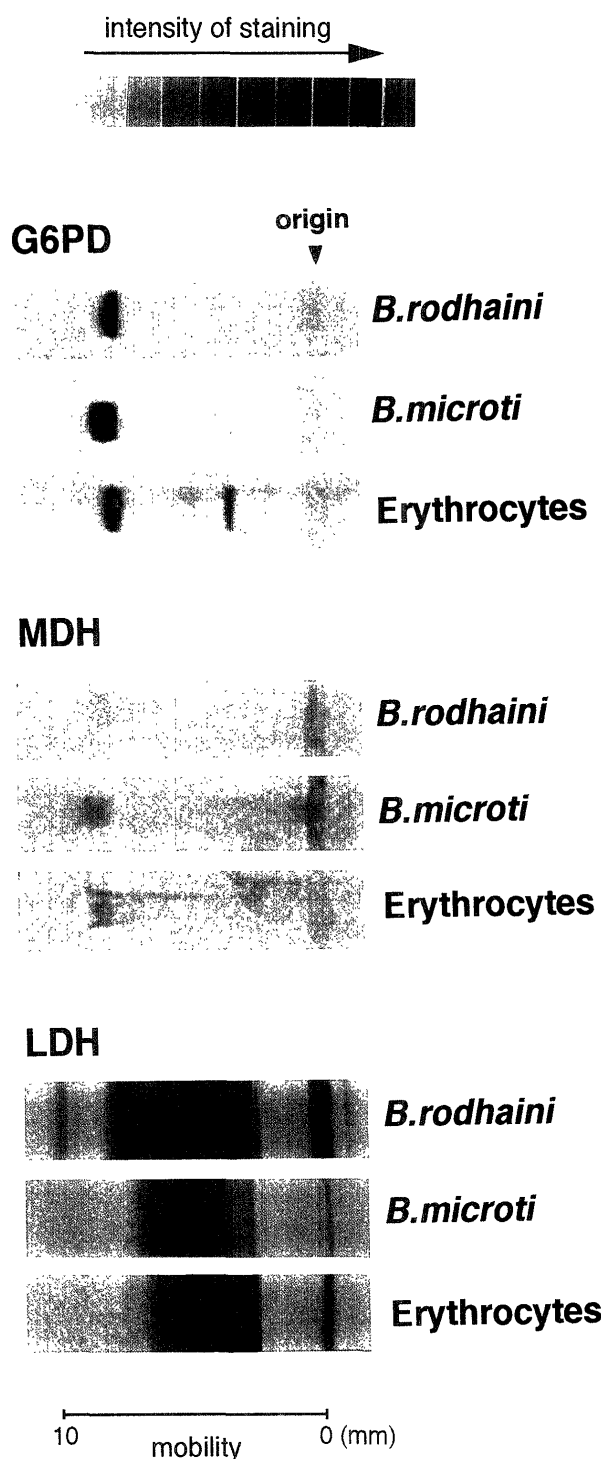 intensity of staining
origin
G6PD
B.rodhaini
B.microti
Erythrocytes
MDH
B.rodhaini
B.microti
Erythrocytes
LDH
B.rodhaini
B.microti
Erythrocytes
10 0 (mm)
mobility